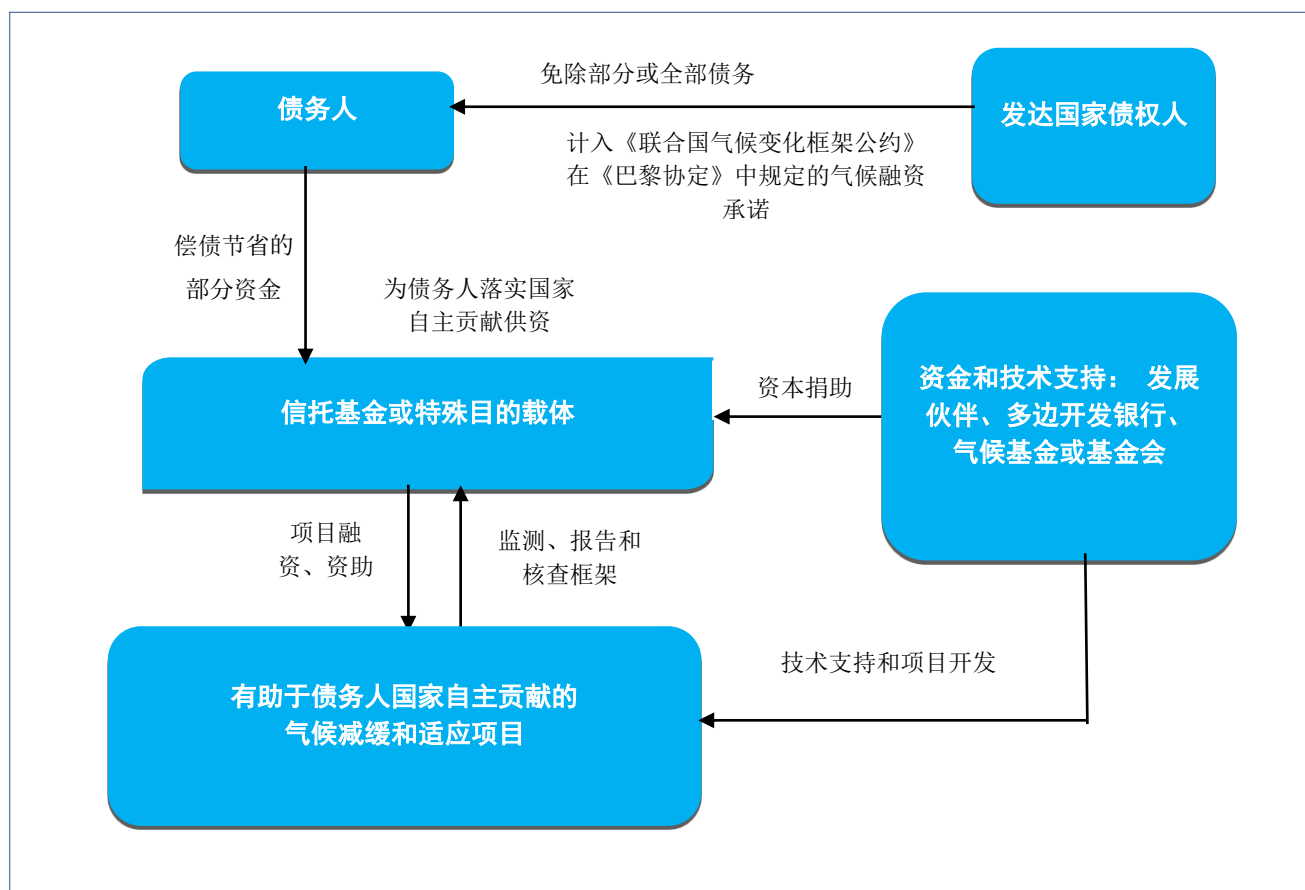 免除部分或全部债务
债务人
发达国家债权人
计入《联合国气候变化框架公约》
在《巴黎协定》中规定的气候融资
承诺
偿债节省的
部分资金
为债务人落实国家
自主贡献供资
信托基金或特殊目的载体
资本捐助
资金和技术支持： 发展
伙伴、多边开发银行、
气候基金或基金会
项目融
资、资助
监测、报告和
核查框架
技术支持和项目开发
有助于债务人国家自主贡献的
气候减缓和适应项目